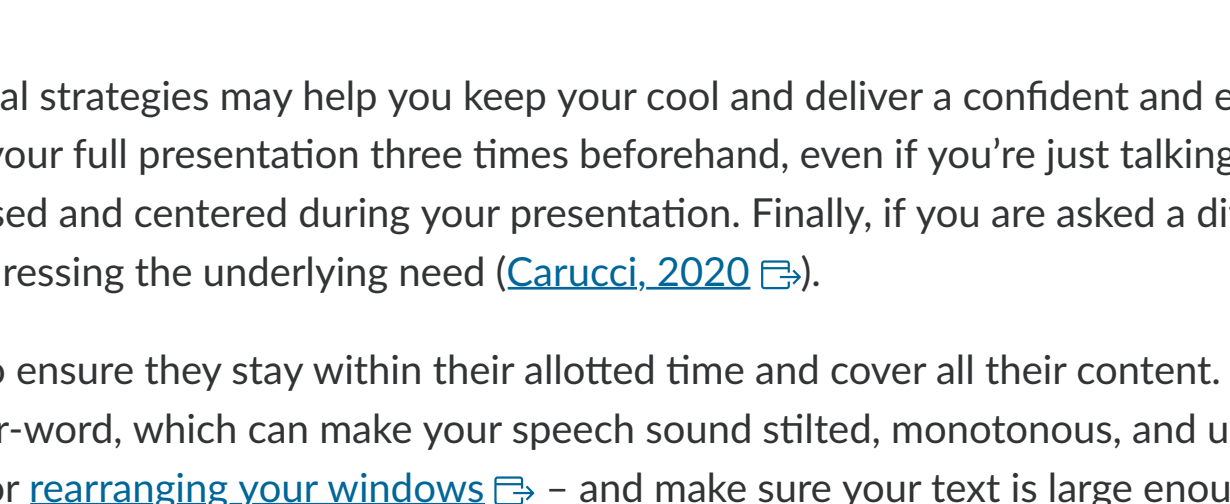 al strategies may help you keep your cool and deliver a confident and e
your full presentation three times beforehand, even if you’re just talking
sed and centered during your presentation. Finally, if you are asked a di
ressing the underlying need (Carucci, 2020).
o ensure they stay within their allotted time and cover all their content.
r-word, which can make your speech sound stilted, monotonous, and u
or rearranging your windows – and make sure your text is large enou